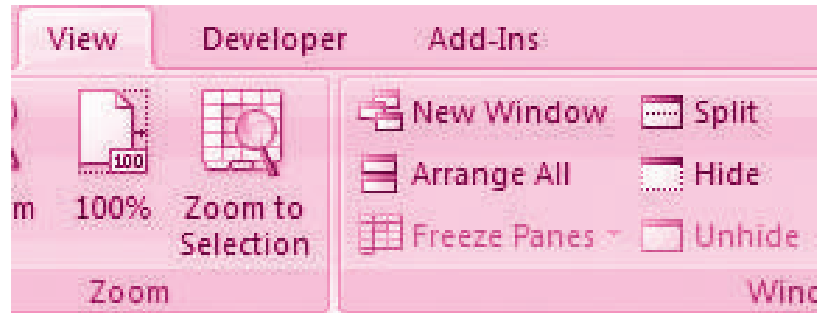 View Developer Add-Ins
New Window Split
100
Arrange All Hide
m 100% Zoom to
Selection
Freeze Panes Unhide
Zoom Wind